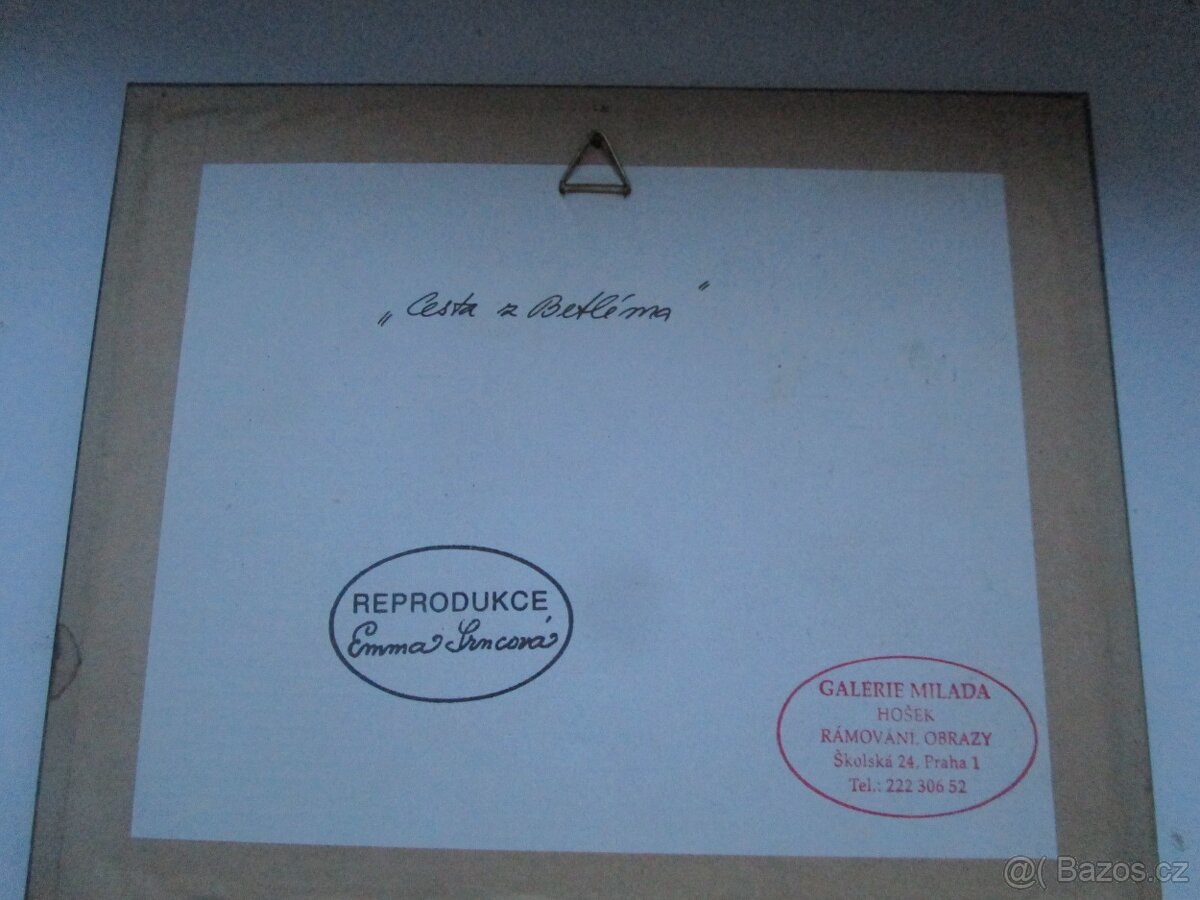 „Cesta z Betléma"
REPRODUKCE
Emma Srncová
GALERIE MILADA
HOŠEK
RÁMOVÁNÍ, OBRAZY
Školská 24, Praha 1
Tel.: 222 306 52
@( Bazos.cz